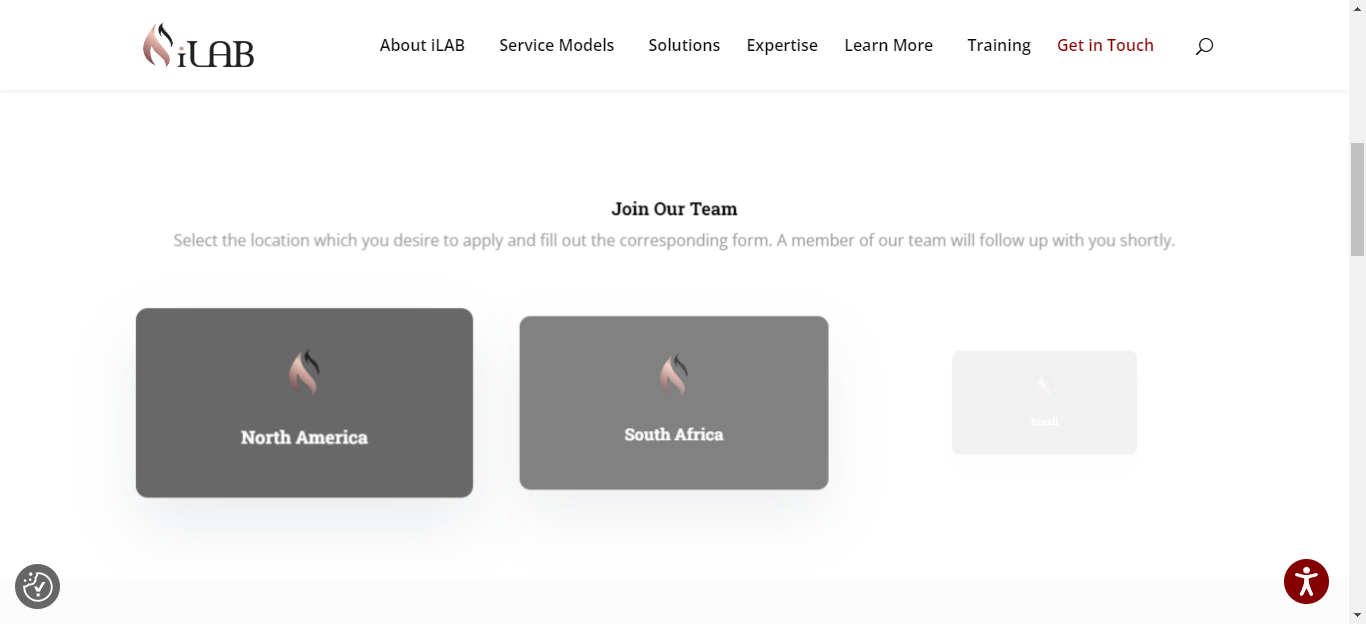 iLAB
About iLAB Service Models Solutions Expertise Learn More Training Get in Touch
Join Our Team
Select the location which you desire to apply and fill out the corresponding form. A member of our team will follow up with you shortly.
North America
South Africa
Brazil